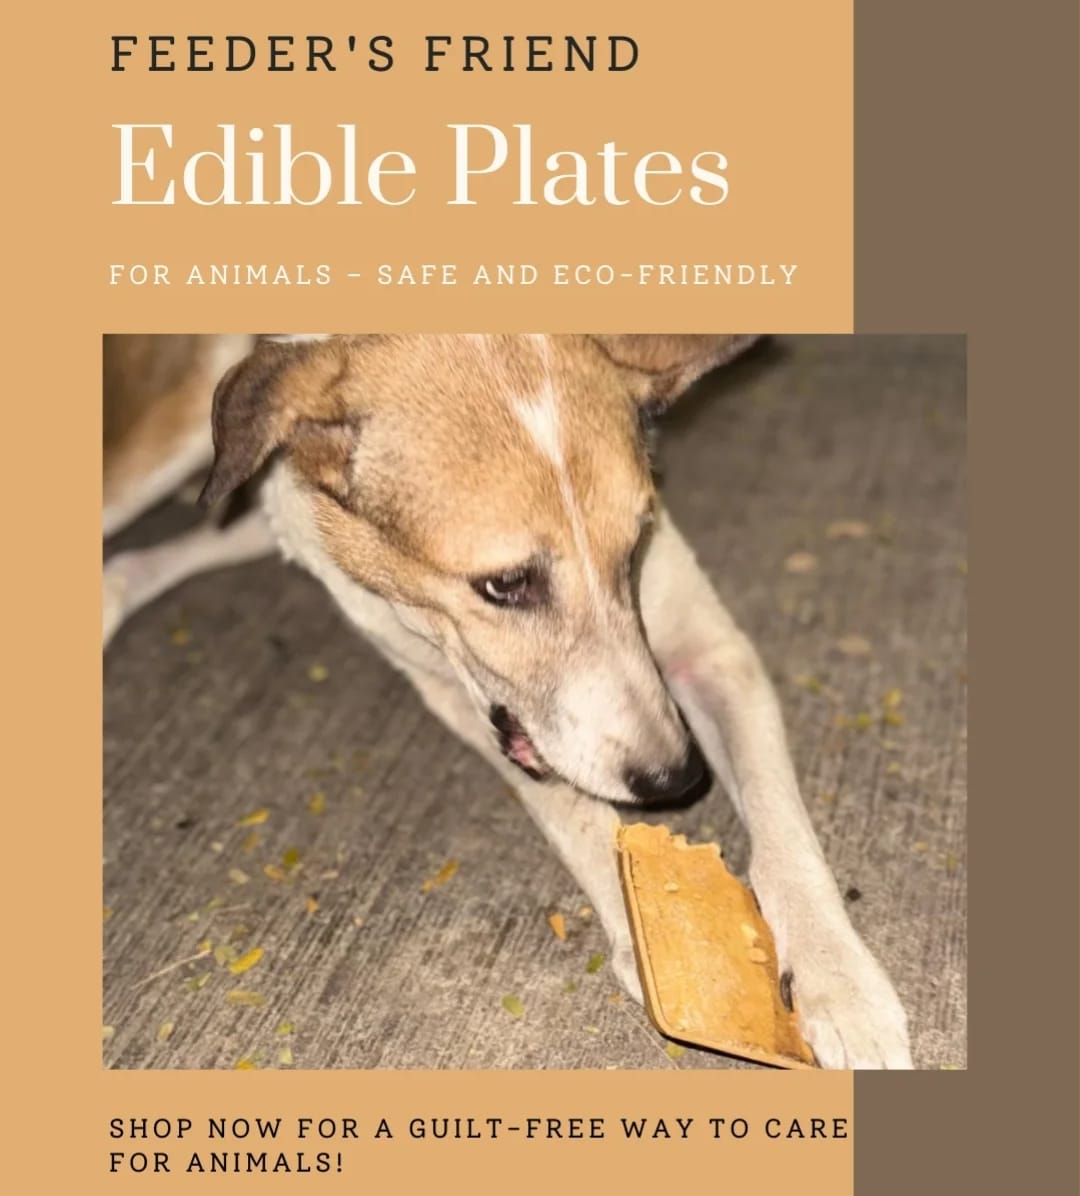 FEEDER'S FRIEND
Edible Plates
FOR ANIMALS - SAFE AND ECO-FRIENDLY
SHOP NOW FOR A GUILT-FREE WAY TO CARE
FOR ANIMALS!